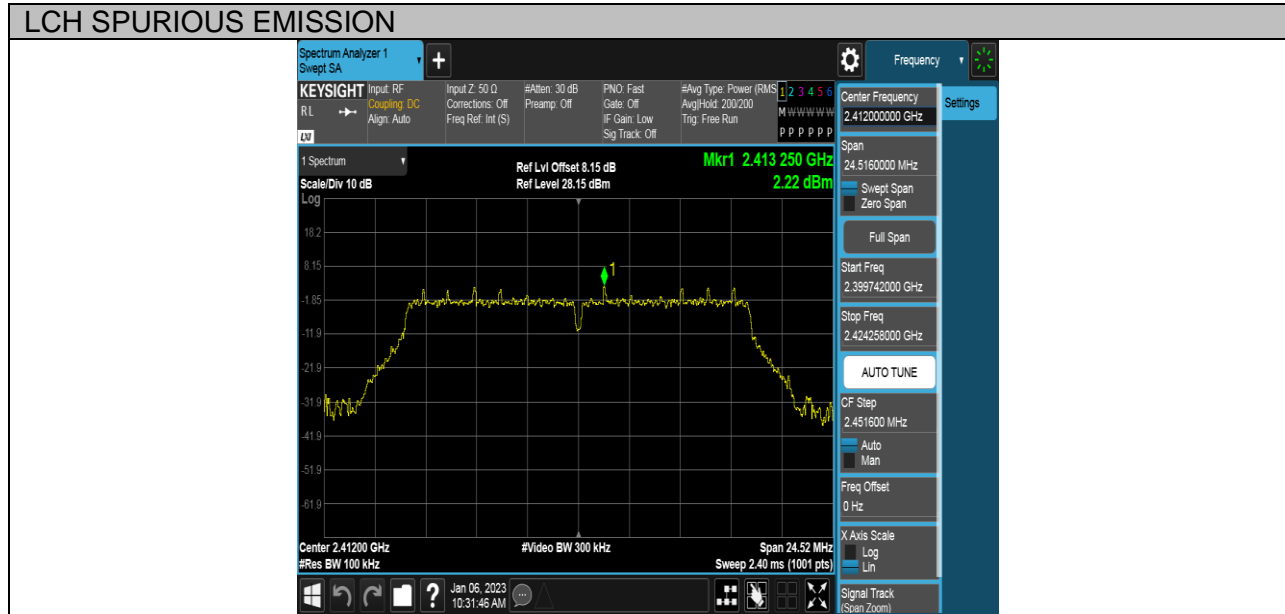 LCH SPURIOUS EMISSION
Spectrum Analyzer 1
Swept SA
+
Frequency
KEYSIGHT
RL
LXI
Input: RF
Coupling: DC
Align: Auto
Input Z: 50 Ω
Corrections: Off
Freq Ref: Int (S)
#Atten: 30 dB
Preamp: Off
PNO: Fast
Gate: Off
IF Gain: Low
Sig Track: Off
#Avg Type: Power (RMS
Avg|Hold: 200/200
Trig: Free Run
1 2 3 4 5 6
M W W W W W
P P P P P P
1 Spectrum
Scale/Div 10 dB
Ref Lvl Offset 8.15 dB
Ref Level 28.15 dBm
Mkr1 2.413 250 GHz
2.22 dBm
Log
18.2
8.15
-1.85
-11.9
-21.9
-31.9
-41.9
-51.9
-61.9
1
Center 2.41200 GHz
#Res BW 100 kHz
#Video BW 300 kHz
Span 24.52 MHz
Sweep 2.40 ms (1001 pts)
?
Jan 06, 2023
10:31:46 AM
Center Frequency
2.412000000 GHz
Settings
Span
24.5160000 MHz
Swept Span
Zero Span
Full Span
Start Freq
2.399742000 GHz
Stop Freq
2.424258000 GHz
AUTO TUNE
CF Step
2.451600 MHz
Auto
Man
Freq Offset
0 Hz
X Axis Scale
Log
Lin
Signal Track
(Span Zoom)